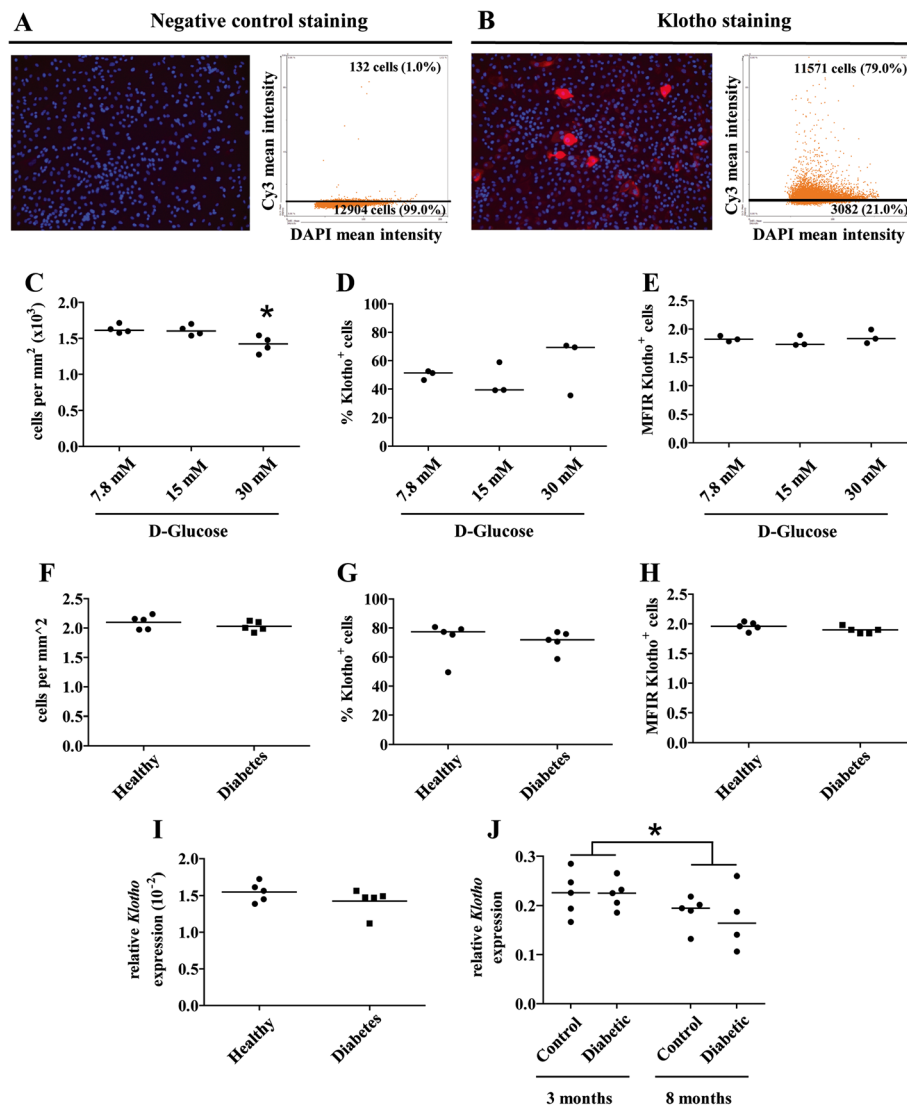 A Negative control staining
B Klotho staining
132 cells (1.0%)
Cy3 mean intensity
12904 cells (99.0%)
DAPI mean intensity
11571 cells (79.0%)
Cy3 mean intensity
3082 (21.0%)
DAPI mean intensity
C
cells per mm² (x10³)
2.0
1.5
1.0
0.5
0.0
*
7.8 mM
15 mM
30 mM
D-Glucose
D
% Klotho⁺ cells
100
80
60
40
20
0
7.8 mM
15 mM
30 mM
D-Glucose
E
MFIR Klotho⁺ cells
2.5
2.0
1.5
1.0
0.5
0.0
7.8 mM
15 mM
30 mM
D-Glucose
F
cells per mm^2
2.5
2.0
1.5
1.0
0.5
0.0
Healthy
Diabetes
G
% Klotho⁺ cells
100
80
60
40
20
0
Healthy
Diabetes
H
MFIR Klotho⁺ cells
2.5
2.0
1.5
1.0
0.5
0.0
Healthy
Diabetes
I
relative Klotho
expression (10⁻²)
2.0
1.5
1.0
0.5
0.0
Healthy
Diabetes
J
relative Klotho
expression
0.3
0.2
0.1
0.0
*
Control
Diabetic
Control
Diabetic
3 months
8 months